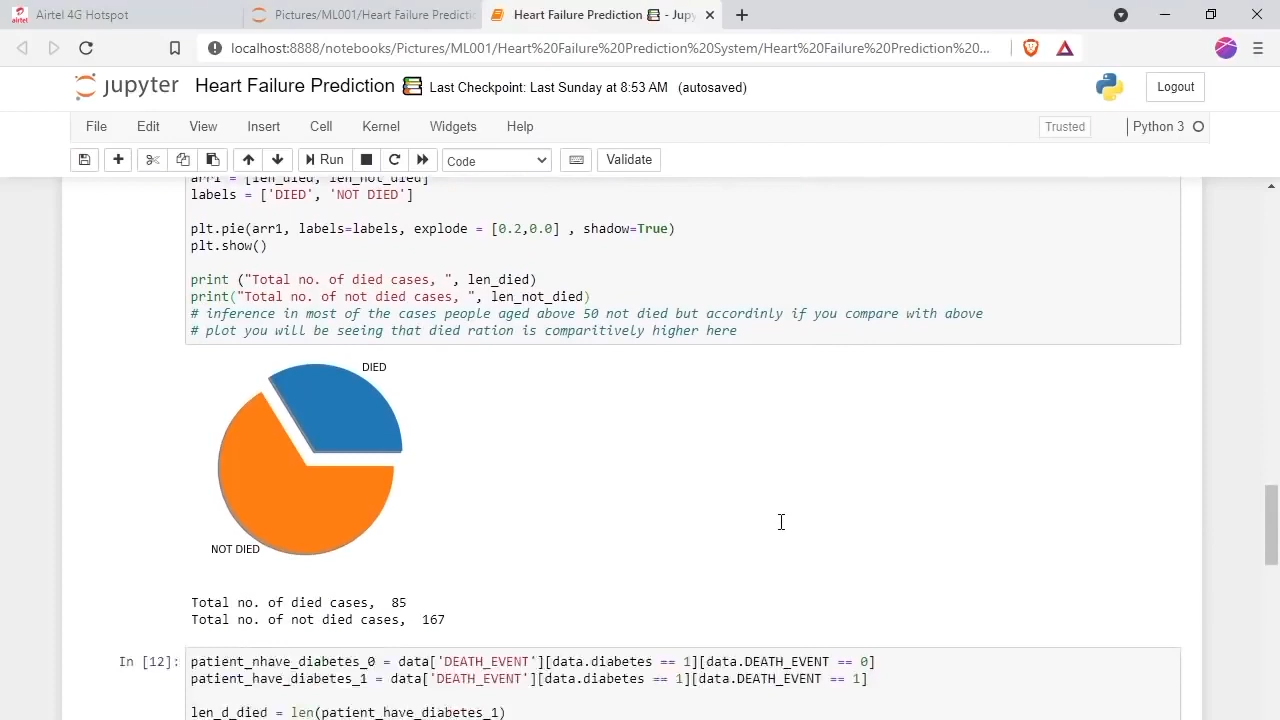 Airtel 4G Hotspot
Pictures/ML001/Heart Failure Predictic
Heart Failure Prediction 📚 - Jupy
localhost:8888/notebooks/Pictures/ML001/Heart%20Failure%20Prediction%20System/Heart%20Failure%20Prediction%20...
jupyter Heart Failure Prediction 📚 Last Checkpoint: Last Sunday at 8:53 AM (autosaved)
Logout
File Edit View Insert Cell Kernel Widgets Help
Trusted
Python 3
Run
Code
Validate
arr1 = [len_died, len_not_died]
labels = ['DIED', 'NOT DIED']
plt.pie(arr1, labels=labels, explode = [0.2,0.0] , shadow=True)
plt.show()
print ("Total no. of died cases, ", len_died)
print("Total no. of not died cases, ", len_not_died)
# inference in most of the cases people aged above 50 not died but accordinly if you compare with above
# plot you will be seeing that died ration is comparitively higher here
DIED
NOT DIED
Total no. of died cases,  85
Total no. of not died cases,  167
In [12]:
patient_nhave_diabetes_0 = data['DEATH_EVENT'][data.diabetes == 1][data.DEATH_EVENT == 0]
patient_have_diabetes_1 = data['DEATH_EVENT'][data.diabetes == 1][data.DEATH_EVENT == 1]
len_d_died = len(patient_have_diabetes_1)